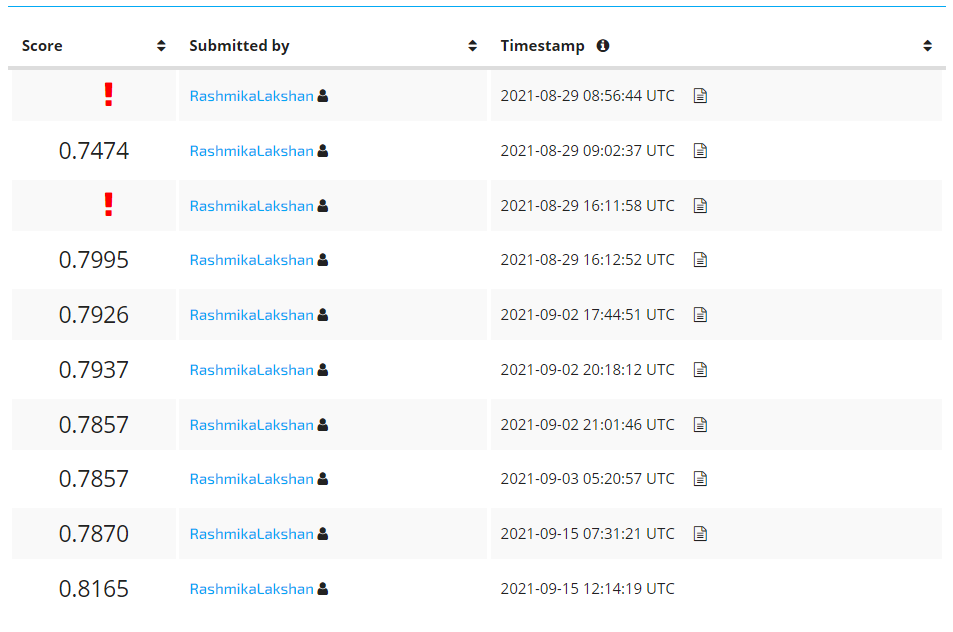 Score Submitted by Timestamp
! RashmikaLakshan 2021-08-29 08:56:44 UTC
0.7474 RashmikaLakshan 2021-08-29 09:02:37 UTC
! RashmikaLakshan 2021-08-29 16:11:58 UTC
0.7995 RashmikaLakshan 2021-08-29 16:12:52 UTC
0.7926 RashmikaLakshan 2021-09-02 17:44:51 UTC
0.7937 RashmikaLakshan 2021-09-02 20:18:12 UTC
0.7857 RashmikaLakshan 2021-09-02 21:01:46 UTC
0.7857 RashmikaLakshan 2021-09-03 05:20:57 UTC
0.7870 RashmikaLakshan 2021-09-15 07:31:21 UTC
0.8165 RashmikaLakshan 2021-09-15 12:14:19 UTC